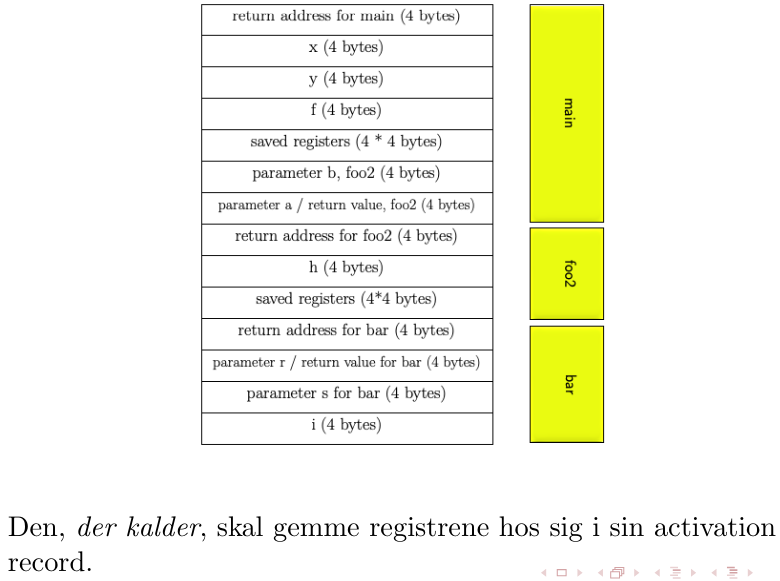 return address for main (4 bytes)
x (4 bytes)
y (4 bytes)
f (4 bytes)
saved registers (4 * 4 bytes)
parameter b, foo2 (4 bytes)
parameter a / return value, foo2 (4 bytes)
return address for foo2 (4 bytes)
h (4 bytes)
saved registers (4*4 bytes)
return address for bar (4 bytes)
parameter r / return value for bar (4 bytes)
parameter s for bar (4 bytes)
i (4 bytes)
main
foo2
bar
Den, der kalder, skal gemme registrene hos sig i sin activation
record.